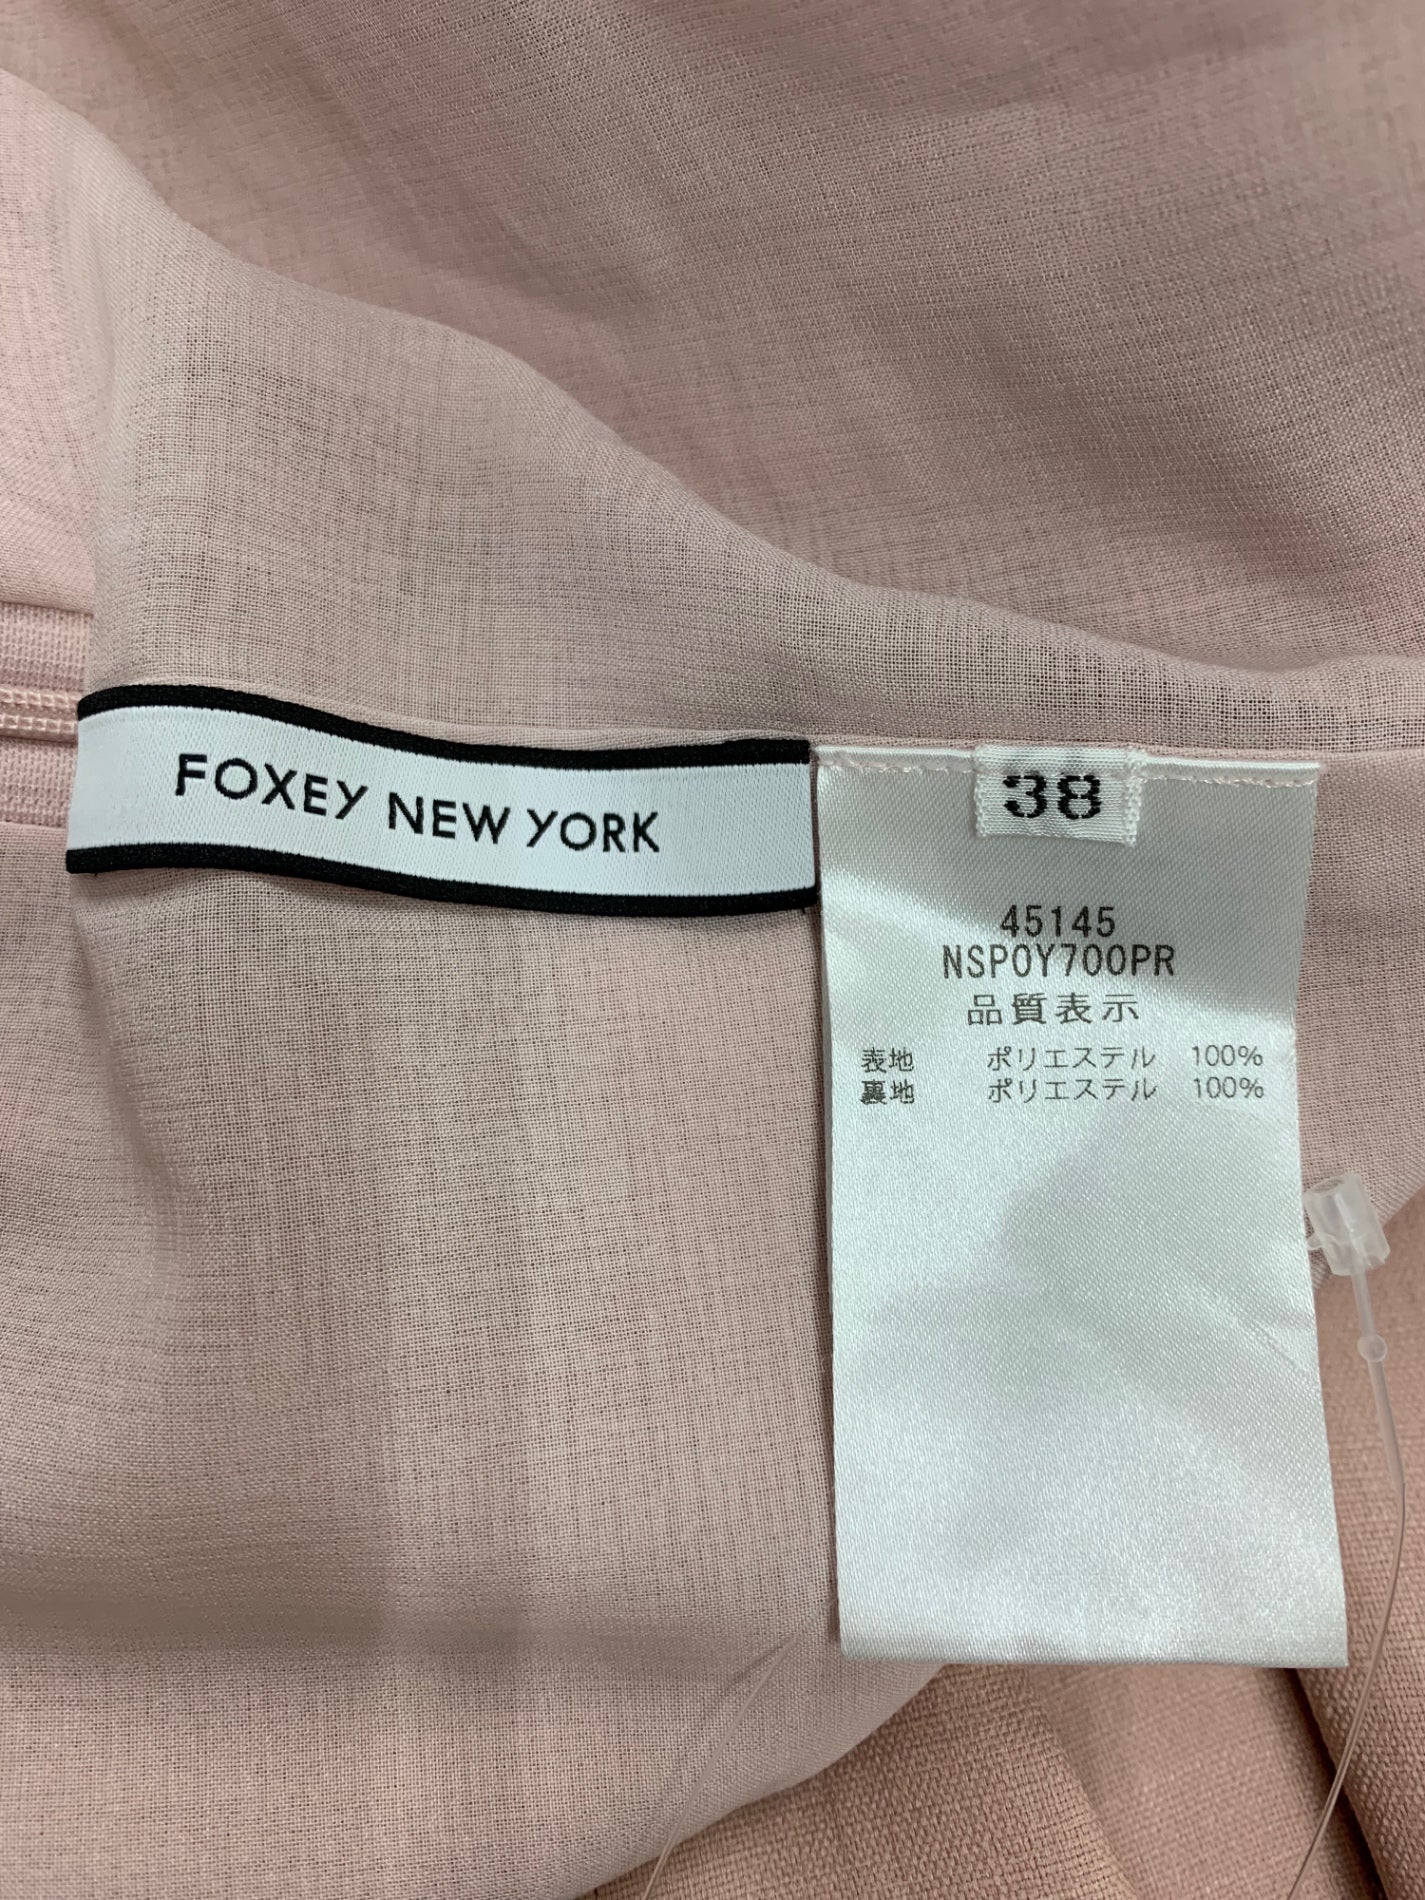 FOXEY NEW YORK
38
45145
NSPOY700PR
品質表示
表地 ポリエステル 100%
裏地 ポリエステル 100%